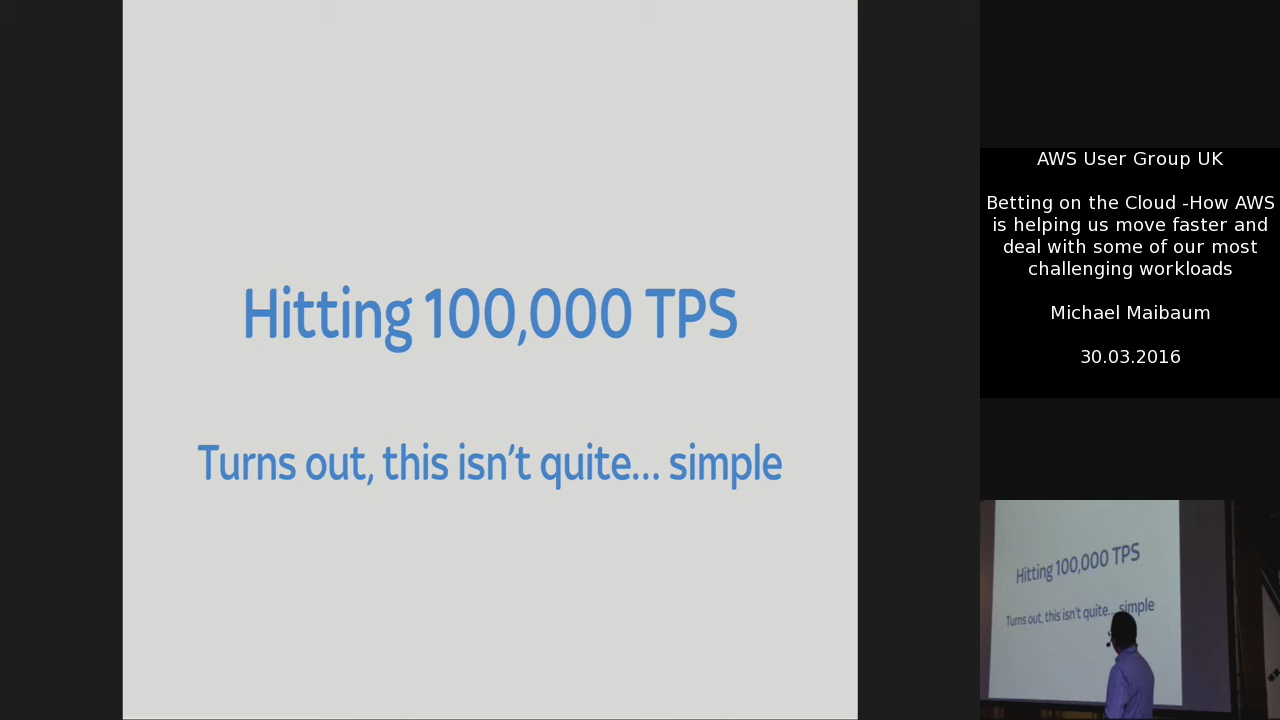 Hitting 100,000 TPS
Turns out, this isn’t quite... simple
AWS User Group UK
Betting on the Cloud -How AWS
is helping us move faster and
deal with some of our most
challenging workloads
Michael Maibaum
30.03.2016
Hitting 100,000 TPS
Turns out, this isn’t quite... simple